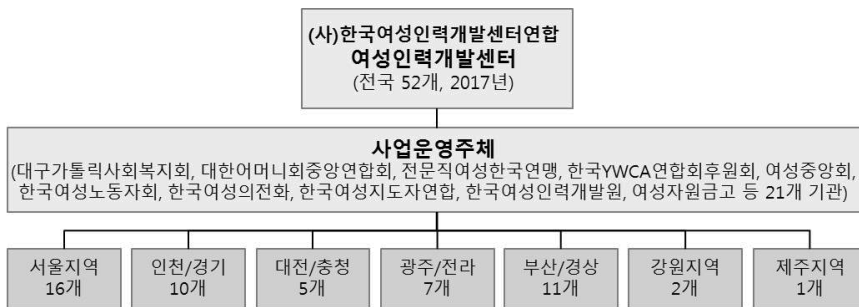 (사)한국여성인력개발센터연합
여성인력개발센터
(전국 52개, 2017년)
사업운영주체
(대구가톨릭사회복지회, 대한어머니회중앙연합회, 전문직여성한국연맹, 한국YWCA연합회후원회, 여성중앙회,
한국여성노동자회, 한국여성의전화, 한국여성지도자연합, 한국여성인력개발원, 여성자원금고 등 21개 기관)
서울지역
16개
인천/경기
10개
대전/충청
5개
광주/전라
7개
부산/경상
11개
강원지역
2개
제주지역
1개